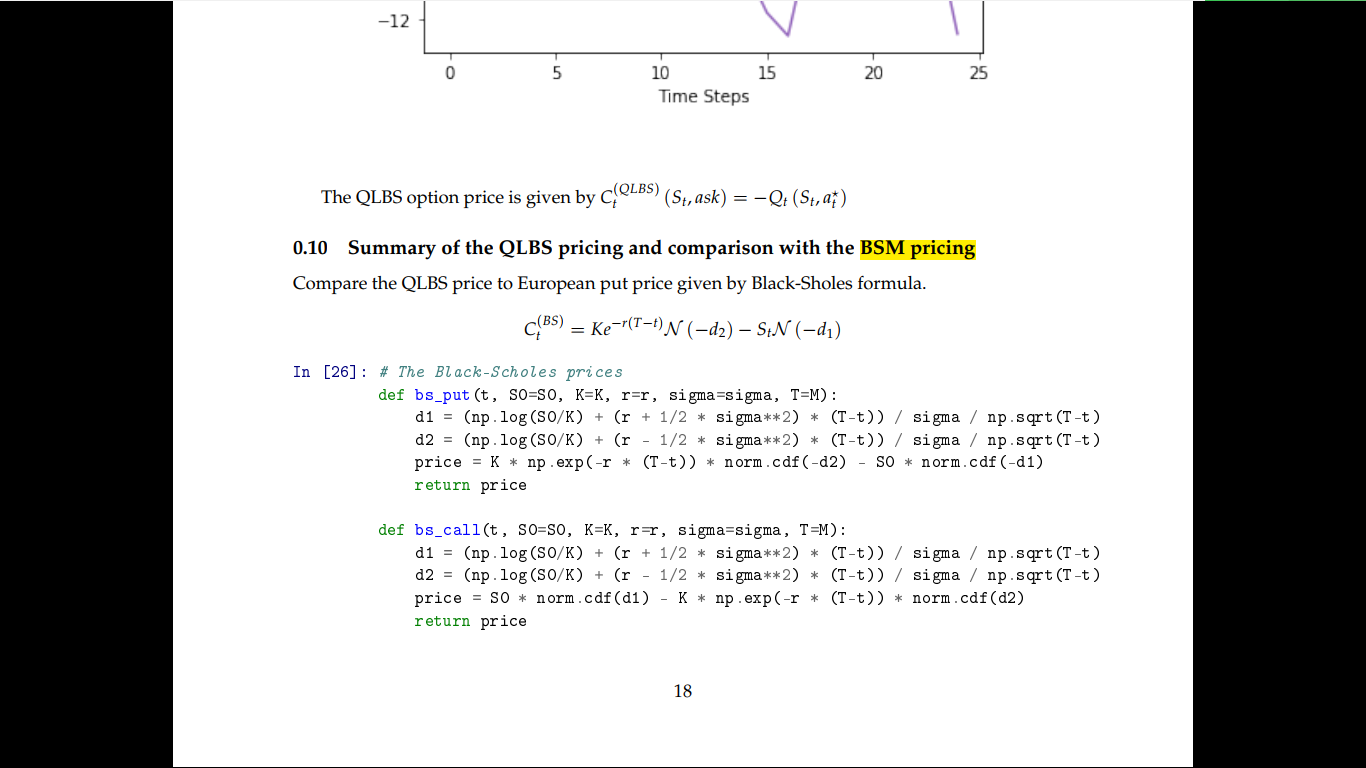 −12
0 5 10 15 20 25
Time Steps
The QLBS option price is given by C_t^{(QLBS)} (S_t, ask) = −Q_t (S_t, a_t^⋆)
0.10 Summary of the QLBS pricing and comparison with the BSM pricing
Compare the QLBS price to European put price given by Black-Sholes formula.
C_t^{(BS)} = Ke^{−r(T−t)} 𝒩 (−d_2) − S_t 𝒩 (−d_1)
In [26]: # The Black-Scholes prices
def bs_put(t, S0=S0, K=K, r=r, sigma=sigma, T=M):
d1 = (np.log(S0/K) + (r + 1/2 * sigma**2) * (T-t)) / sigma / np.sqrt(T-t)
d2 = (np.log(S0/K) + (r - 1/2 * sigma**2) * (T-t)) / sigma / np.sqrt(T-t)
price = K * np.exp(-r * (T-t)) * norm.cdf(-d2) - S0 * norm.cdf(-d1)
return price
def bs_call(t, S0=S0, K=K, r=r, sigma=sigma, T=M):
d1 = (np.log(S0/K) + (r + 1/2 * sigma**2) * (T-t)) / sigma / np.sqrt(T-t)
d2 = (np.log(S0/K) + (r - 1/2 * sigma**2) * (T-t)) / sigma / np.sqrt(T-t)
price = S0 * norm.cdf(d1) - K * np.exp(-r * (T-t)) * norm.cdf(d2)
return price
18